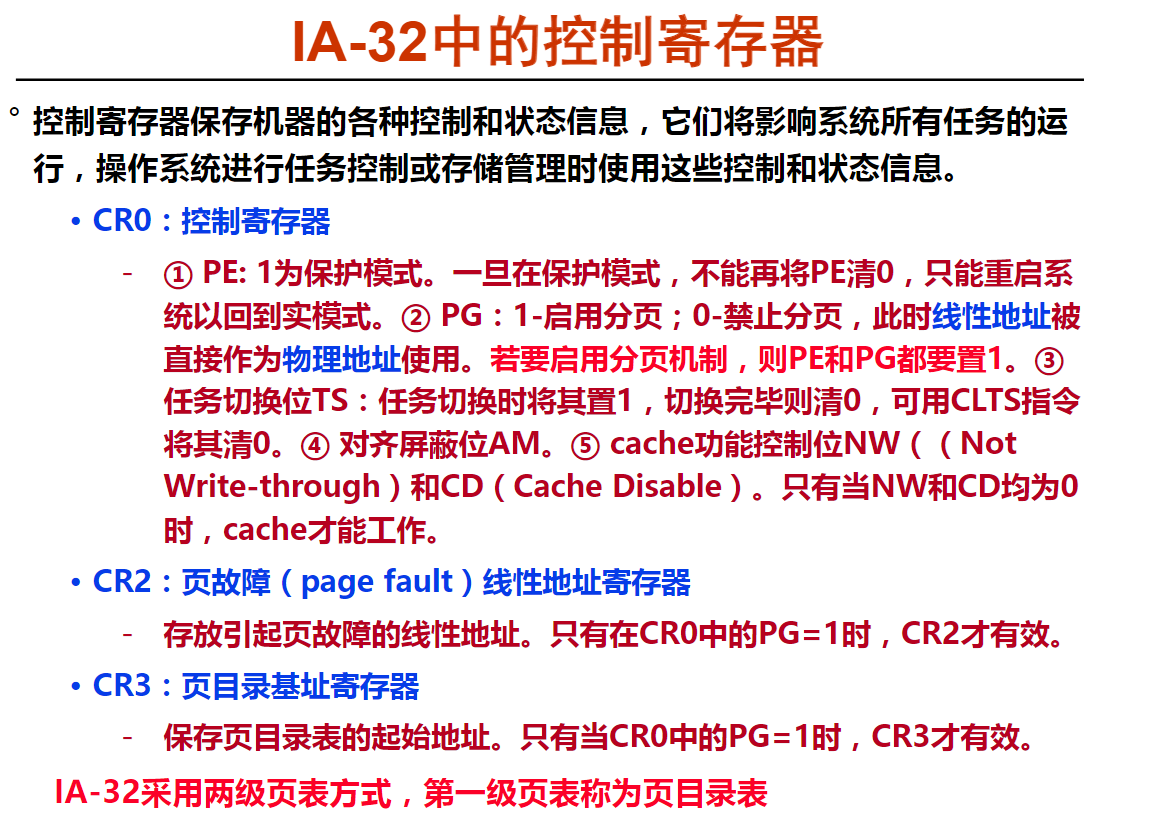 IA-32中的控制寄存器
° 控制寄存器保存机器的各种控制和状态信息，它们将影响系统所有任务的运
行，操作系统进行任务控制或存储管理时使用这些控制和状态信息。
• CR0：控制寄存器
- ① PE: 1为保护模式。一旦在保护模式，不能再将PE清0，只能重启系
统以回到实模式。② PG：1-启用分页；0-禁止分页，此时线性地址被
直接作为物理地址使用。若要启用分页机制，则PE和PG都要置1。③
任务切换位TS：任务切换时将其置1，切换完毕则清0，可用CLTS指令
将其清0。④ 对齐屏蔽位AM。⑤ cache功能控制位NW（（Not
Write-through）和CD（Cache Disable）。只有当NW和CD均为0
时，cache才能工作。
• CR2：页故障（page fault）线性地址寄存器
- 存放引起页故障的线性地址。只有在CR0中的PG=1时，CR2才有效。
• CR3：页目录基址寄存器
- 保存页目录表的起始地址。只有当CR0中的PG=1时，CR3才有效。
IA-32采用两级页表方式，第一级页表称为页目录表